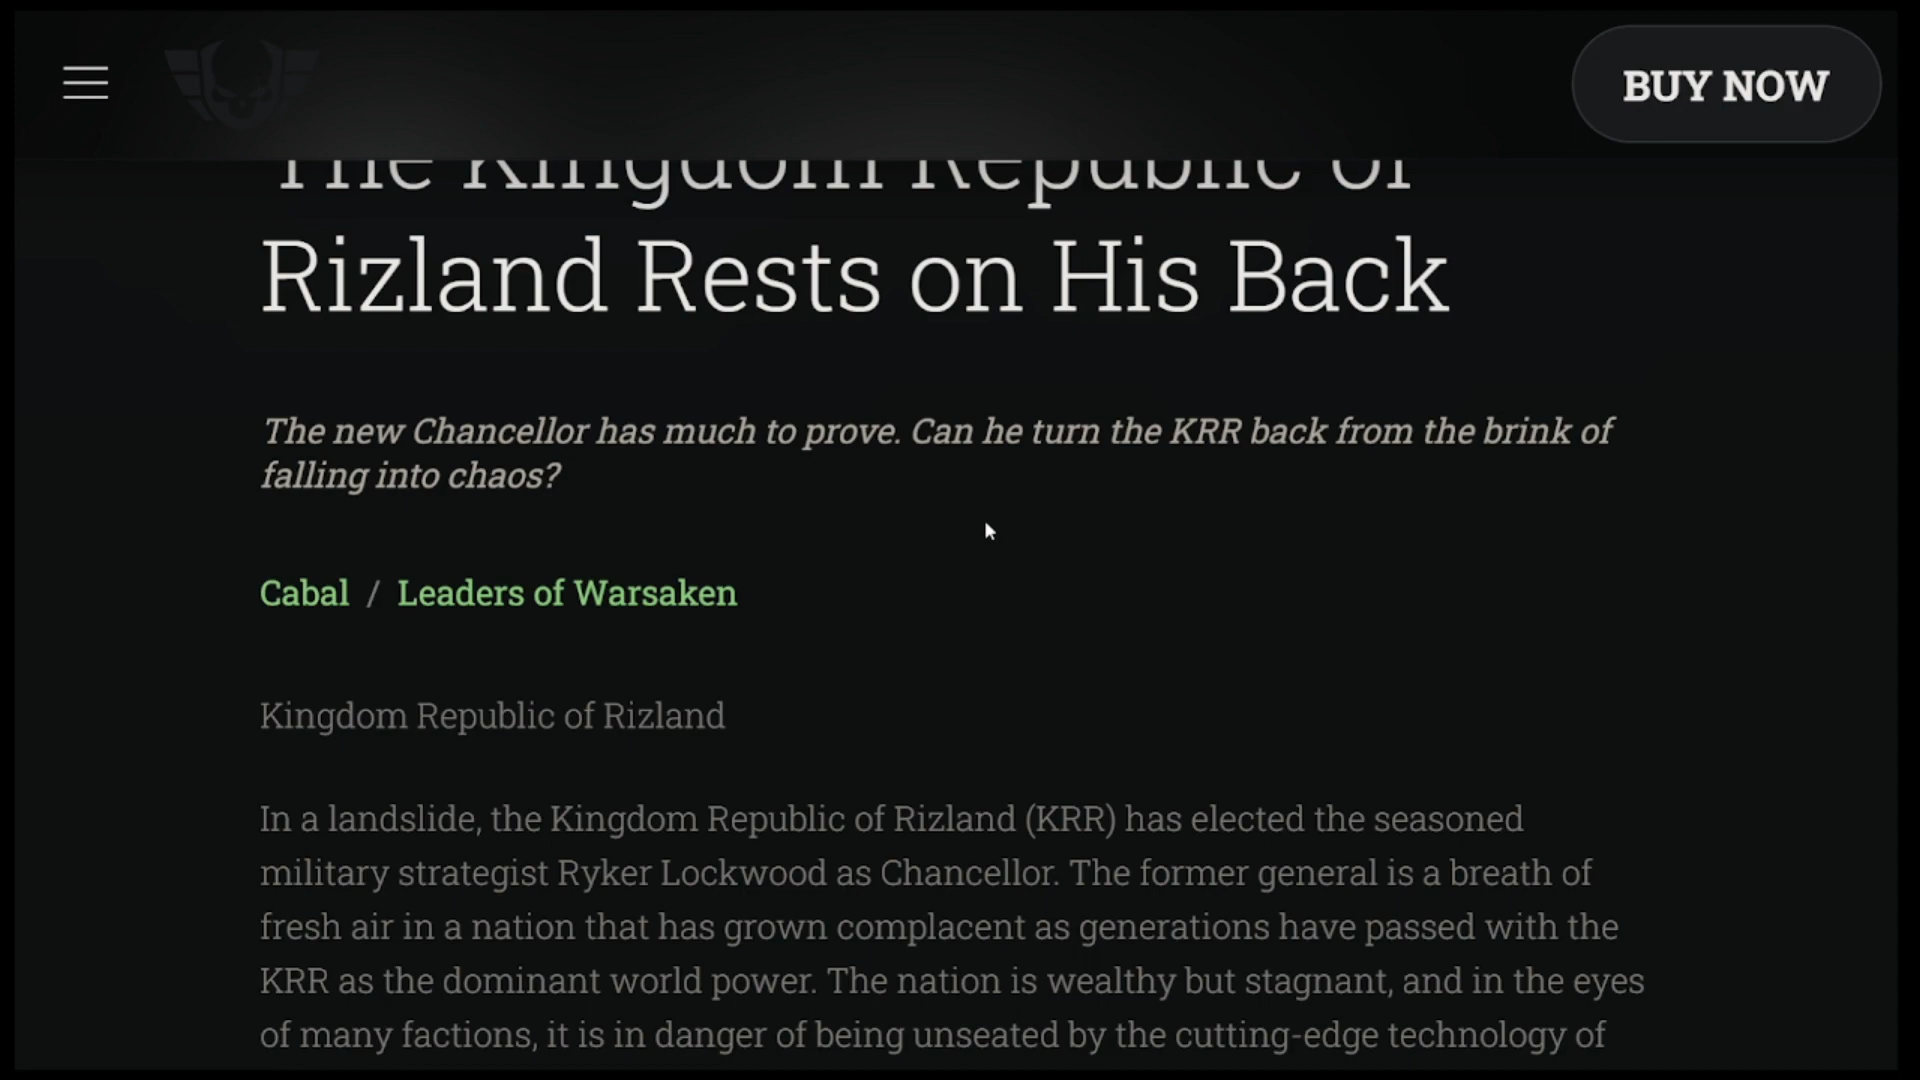 BUY NOW
The Kingdom Republic of
Rizland Rests on His Back
The new Chancellor has much to prove. Can he turn the KRR back from the brink of
falling into chaos?
Cabal / Leaders of Warsaken
Kingdom Republic of Rizland
In a landslide, the Kingdom Republic of Rizland (KRR) has elected the seasoned
military strategist Ryker Lockwood as Chancellor. The former general is a breath of
fresh air in a nation that has grown complacent as generations have passed with the
KRR as the dominant world power. The nation is wealthy but stagnant, and in the eyes
of many factions, it is in danger of being unseated by the cutting-edge technology of